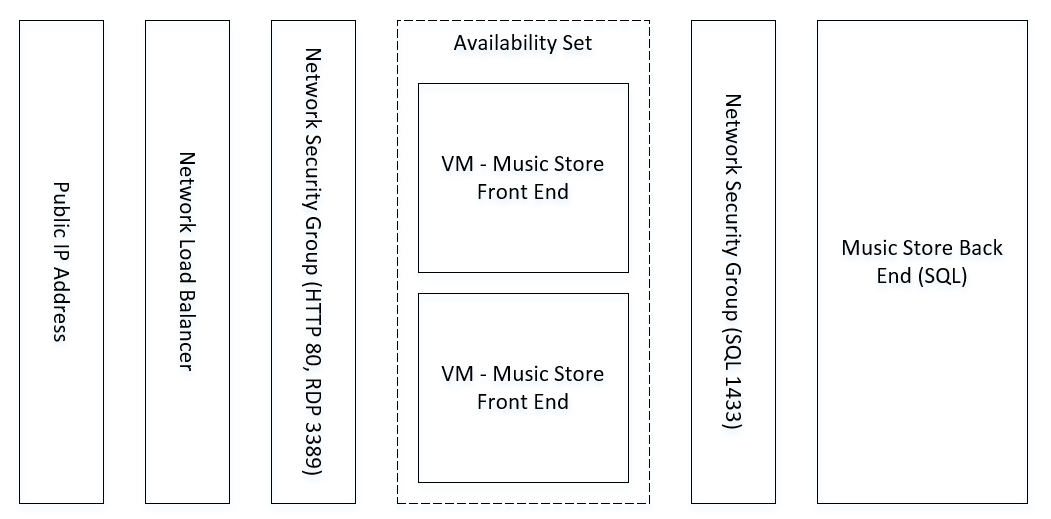 Public IP Address
Network Load Balancer
Network Security Group (HTTP 80, RDP 3389)
Availability Set
VM - Music Store
Front End
VM - Music Store
Front End
Network Security Group (SQL 1433)
Music Store Back
End (SQL)